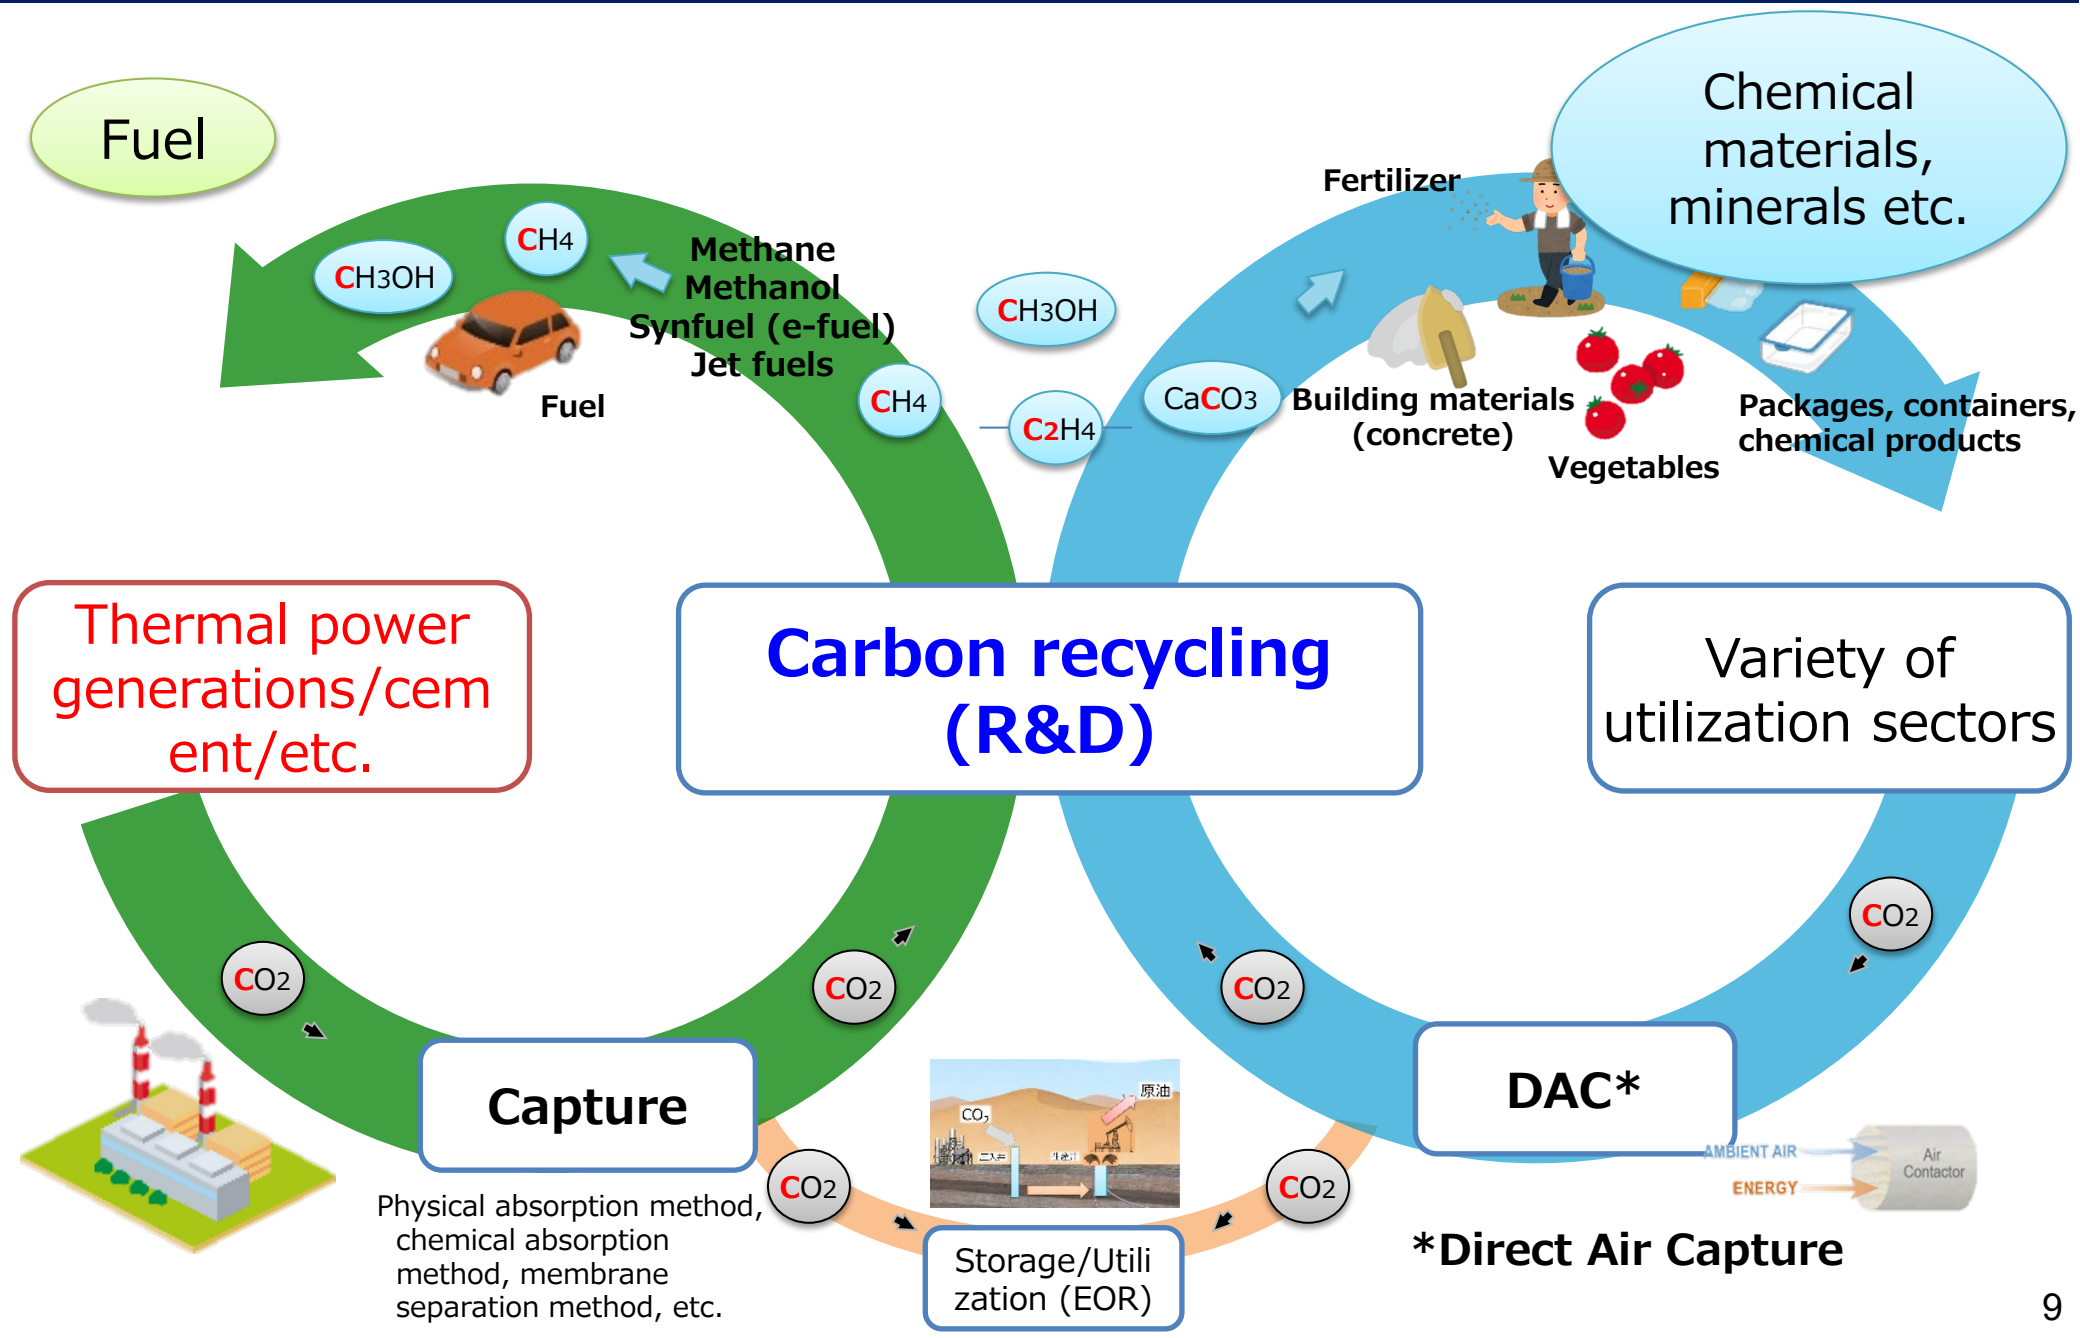 Fuel
Chemical
materials,
minerals etc.
Fertilizer
CH3OH
CH4
Methane
Methanol
Synfuel (e-fuel)
Jet fuels
Fuel
CH4
CH3OH
C2H4
CaCO3
Building materials
(concrete)
Vegetables
Packages, containers,
chemical products
Thermal power
generations/cem
ent/etc.
Carbon recycling
(R&D)
Variety of
utilization sectors
CO2
CO2
CO2
CO2
Capture
DAC*
Physical absorption method,
chemical absorption
method, membrane
separation method, etc.
CO2
CO2
原油
CO2
Storage/Utili
zation (EOR)
AMBIENT AIR
ENERGY
Air
Contactor
*Direct Air Capture
9